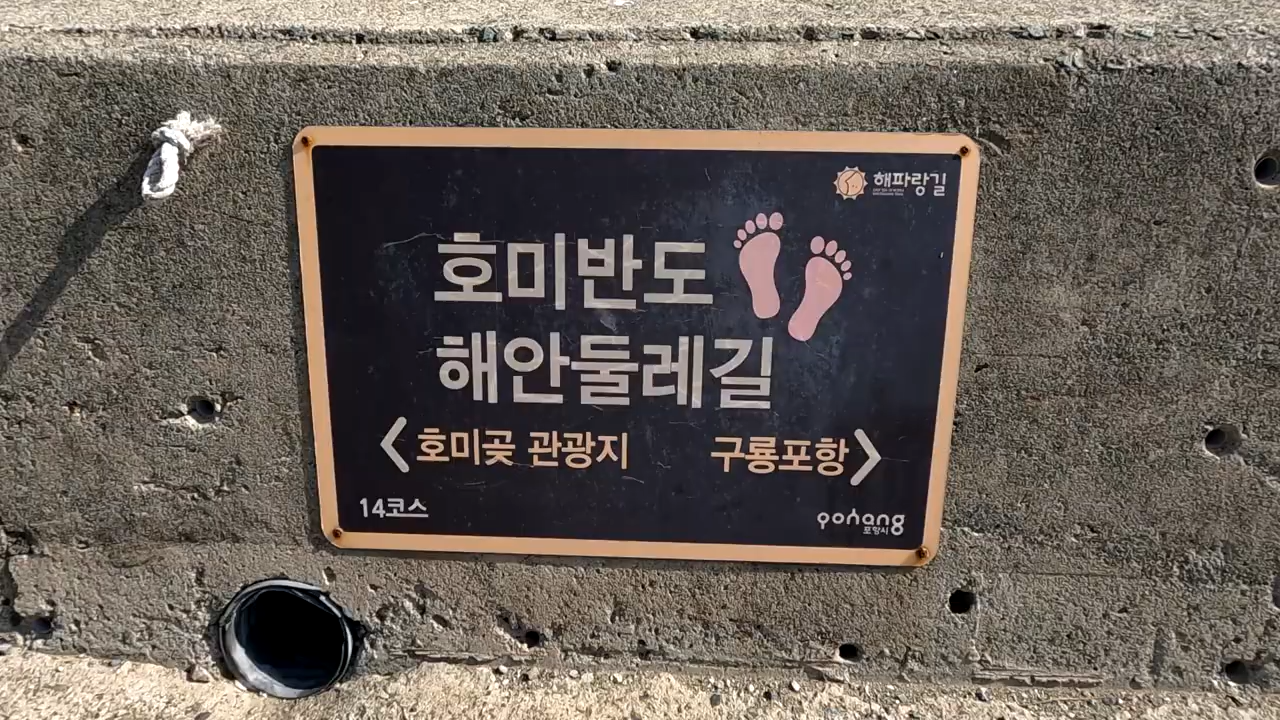 해파랑길
호미반도
해안둘레길
호미곶 관광지
구룡포항
14코스
pohang
포항시